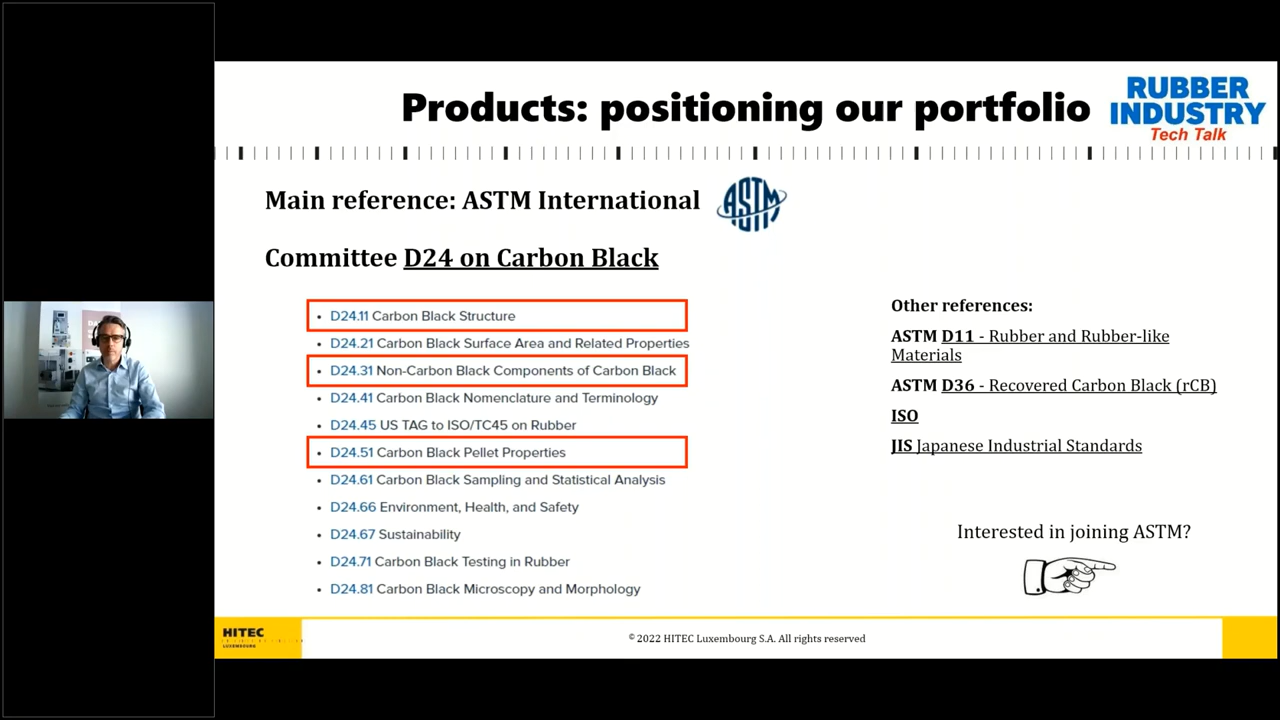 Products: positioning our portfolio
RUBBER
INDUSTRY
Tech Talk
Main reference: ASTM International
ASTM
Committee D24 on Carbon Black
• D24.11 Carbon Black Structure
• D24.21 Carbon Black Surface Area and Related Properties
• D24.31 Non-Carbon Black Components of Carbon Black
• D24.41 Carbon Black Nomenclature and Terminology
• D24.45 US TAG to ISO/TC45 on Rubber
• D24.51 Carbon Black Pellet Properties
• D24.61 Carbon Black Sampling and Statistical Analysis
• D24.66 Environment, Health, and Safety
• D24.67 Sustainability
• D24.71 Carbon Black Testing in Rubber
• D24.81 Carbon Black Microscopy and Morphology
Other references:
ASTM D11 - Rubber and Rubber-like
Materials
ASTM D36 - Recovered Carbon Black (rCB)
ISO
JIS Japanese Industrial Standards
Interested in joining ASTM?
HITEC
LUXEMBOURG
© 2022 HITEC Luxembourg S.A. All rights reserved